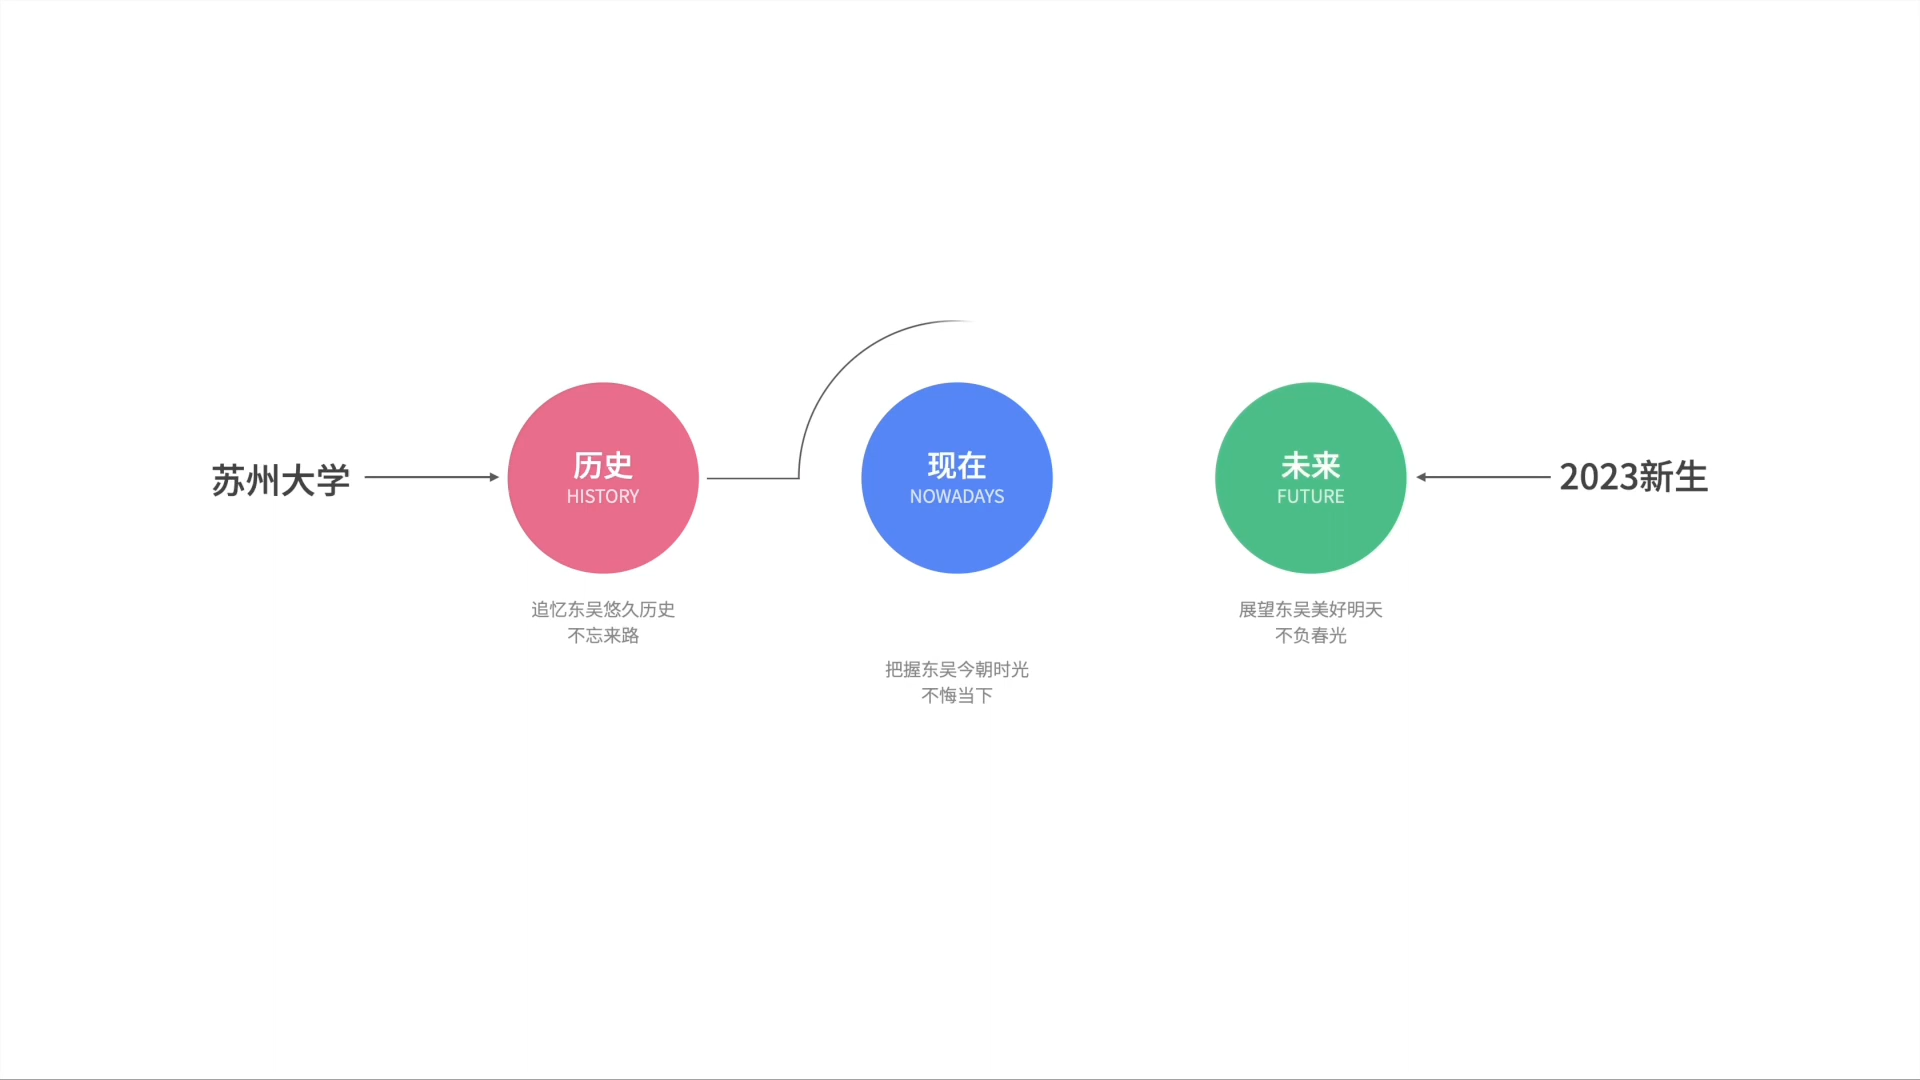 苏州大学
历史
HISTORY
追忆东吴悠久历史
不忘来路
现在
NOWADAYS
把握东吴今朝时光
不悔当下
未来
FUTURE
展望东吴美好明天
不负春光
2023新生